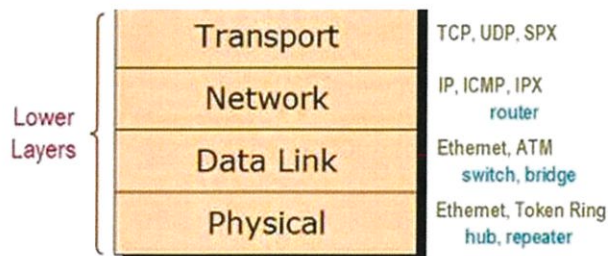 Transport
TCP, UDP, SPX
Network
IP, ICMP, IPX
router
Lower
Layers
Data Link
Ethernet, ATM
switch, bridge
Physical
Ethernet, Token Ring
hub, repeater